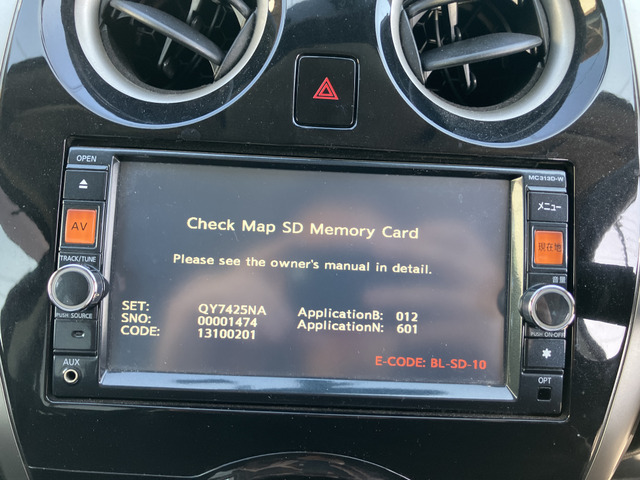 OPEN
MC313D-W
AV
TRACK/TUNE
PUSH SOURCE
AUX
メニュー
現在地
音量
PUSH ON·OFF
✱
OPT
Check Map SD Memory Card
Please see the owner's manual in detail.
SET: QY7425NA ApplicationB: 012
SNO: 00001474 ApplicationN: 601
CODE: 13100201
E-CODE: BL-SD-10